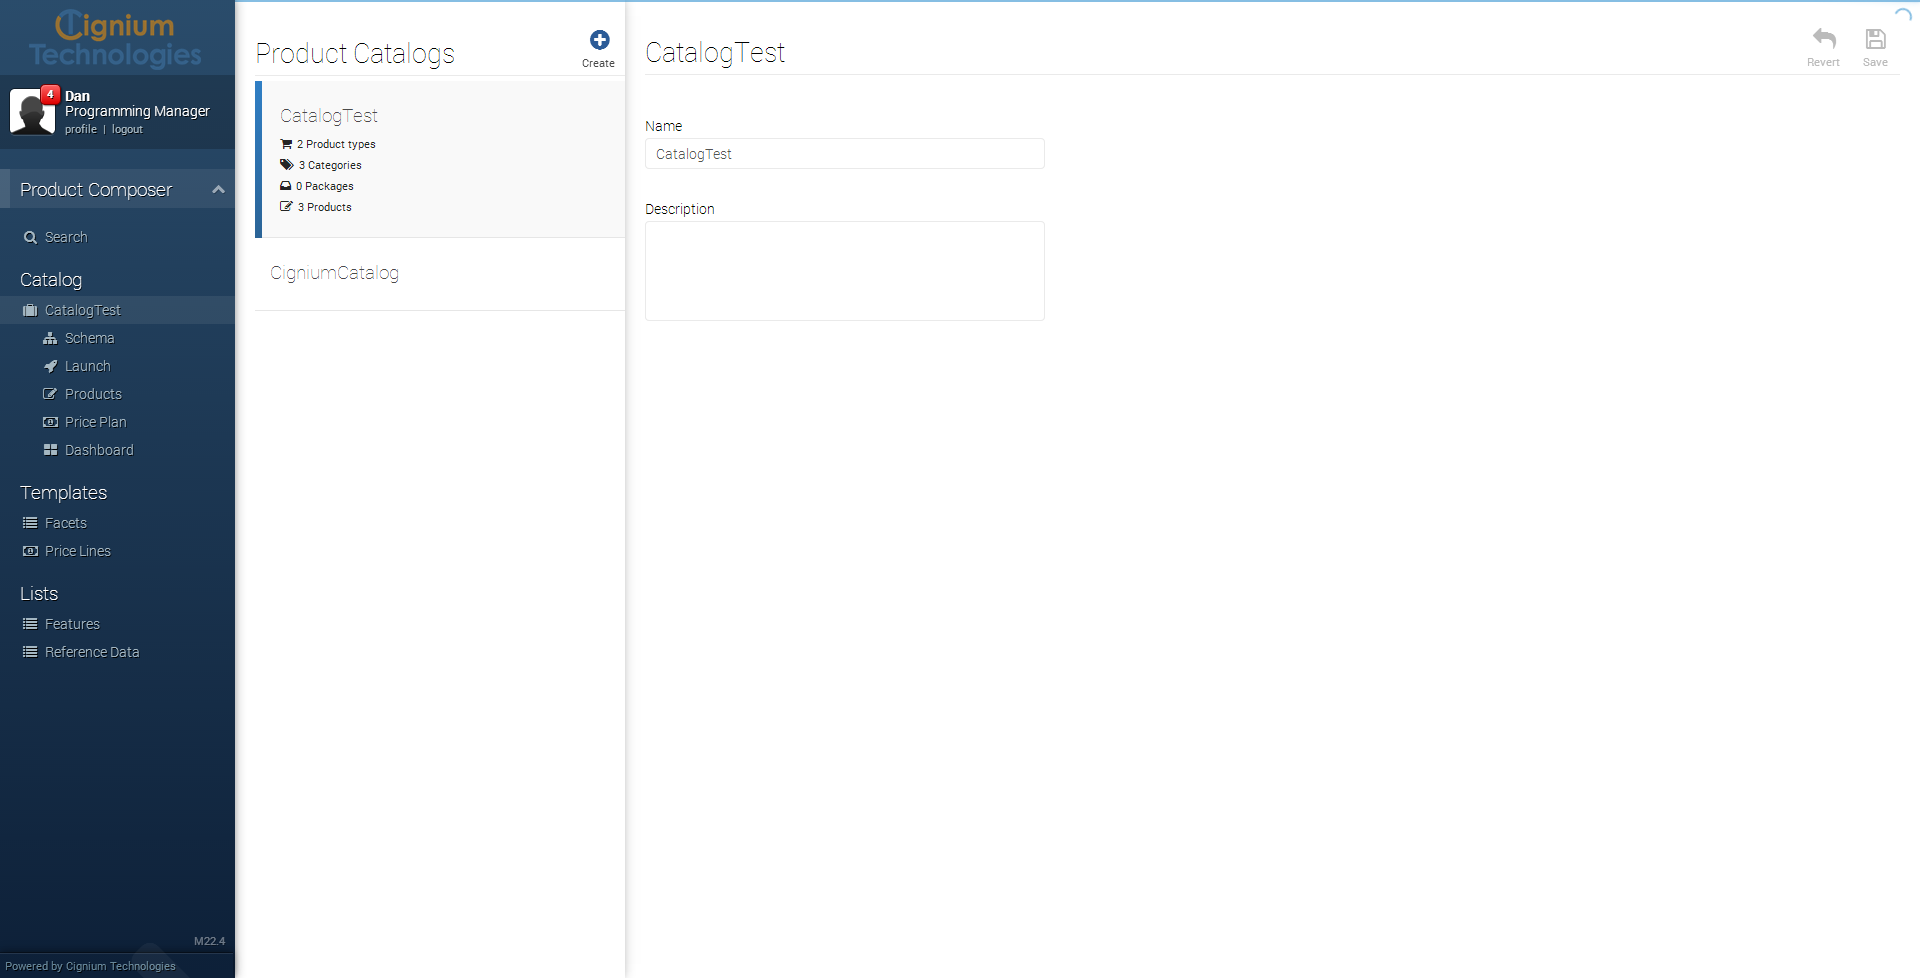 Cignium
Technologies
4
Dan
Programming Manager
profile | logout
Product Composer
Search
Catalog
CatalogTest
Schema
Launch
Products
Price Plan
Dashboard
Templates
Facets
Price Lines
Lists
Features
Reference Data
M22.4
Powered by Cignium Technologies
Product Catalogs
Create
CatalogTest
2 Product types
3 Categories
0 Packages
3 Products
CigniumCatalog
CatalogTest
Revert
Save
Name
CatalogTest
Description